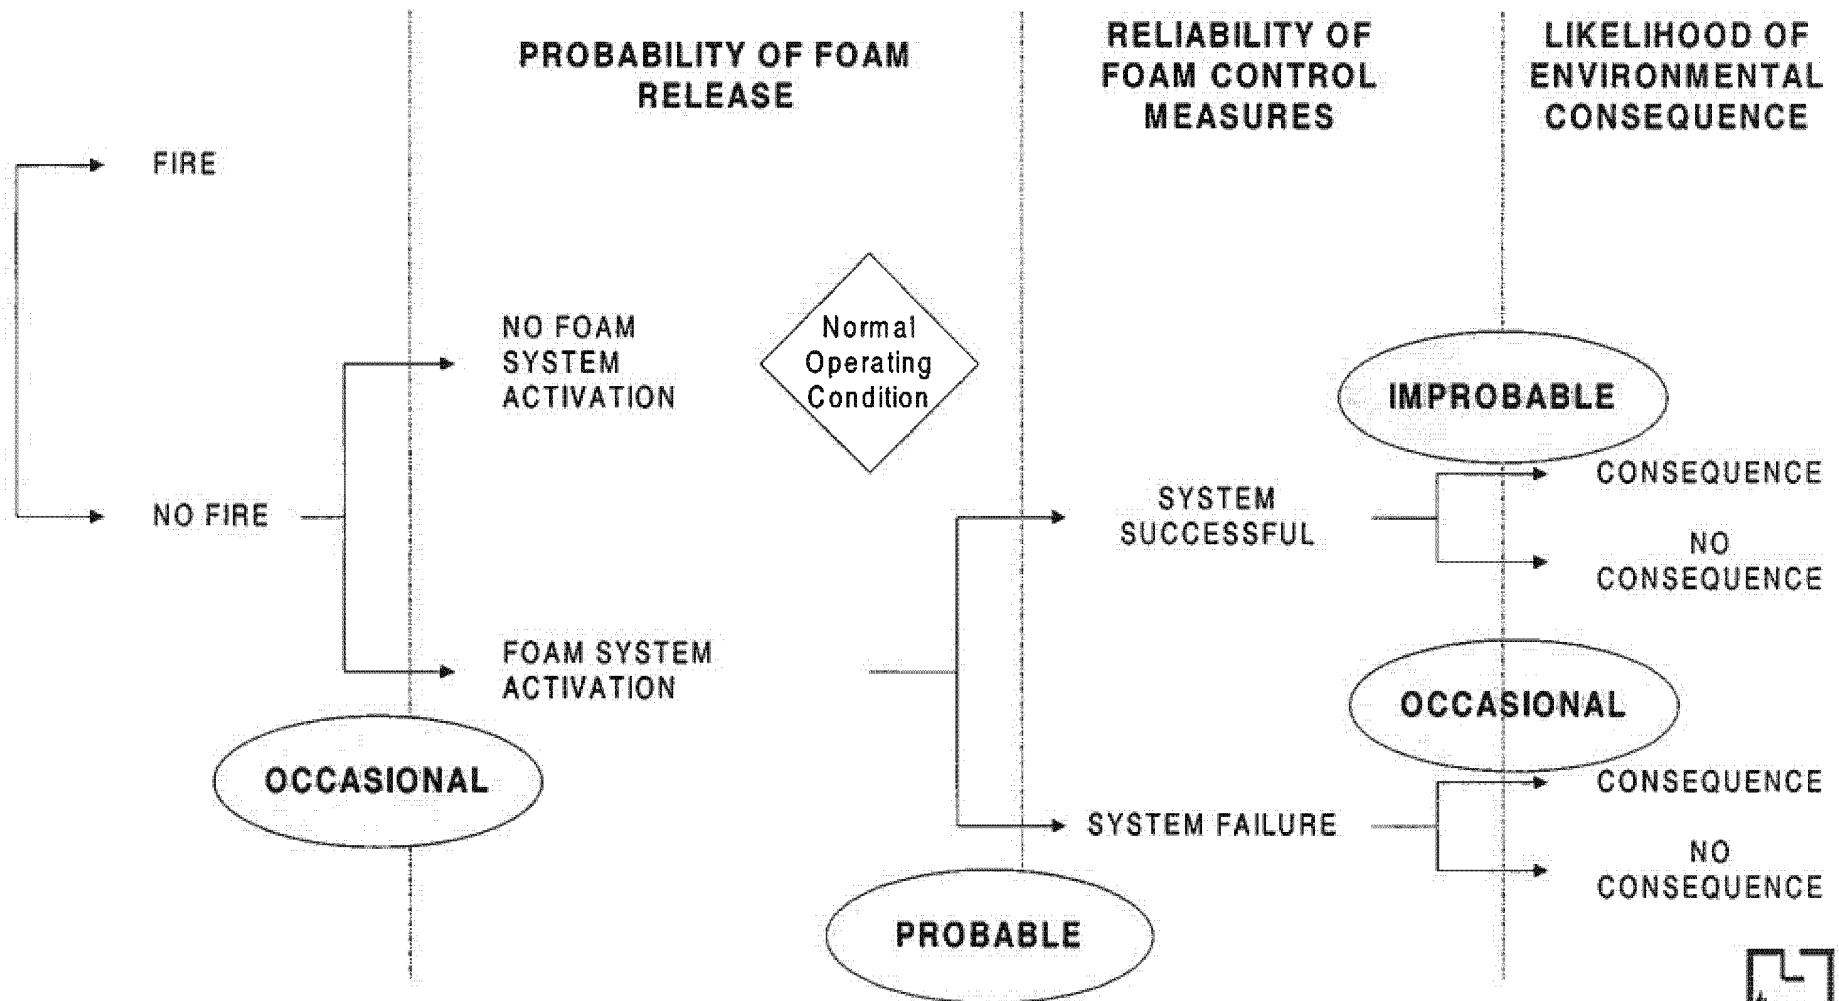 PROBABILITY OF FOAM
RELEASE
RELIABILITY OF
FOAM CONTROL
MEASURES
LIKELIHOOD OF
ENVIRONMENTAL
CONSEQUENCE
FIRE
NO FOAM
SYSTEM
ACTIVATION
Normal
Operating
Condition
IMPROBABLE
CONSEQUENCE
NO FIRE
SYSTEM
SUCCESSFUL
NO
CONSEQUENCE
FOAM SYSTEM
ACTIVATION
OCCASIONAL
OCCASIONAL
CONSEQUENCE
SYSTEM FAILURE
NO
CONSEQUENCE
PROBABLE